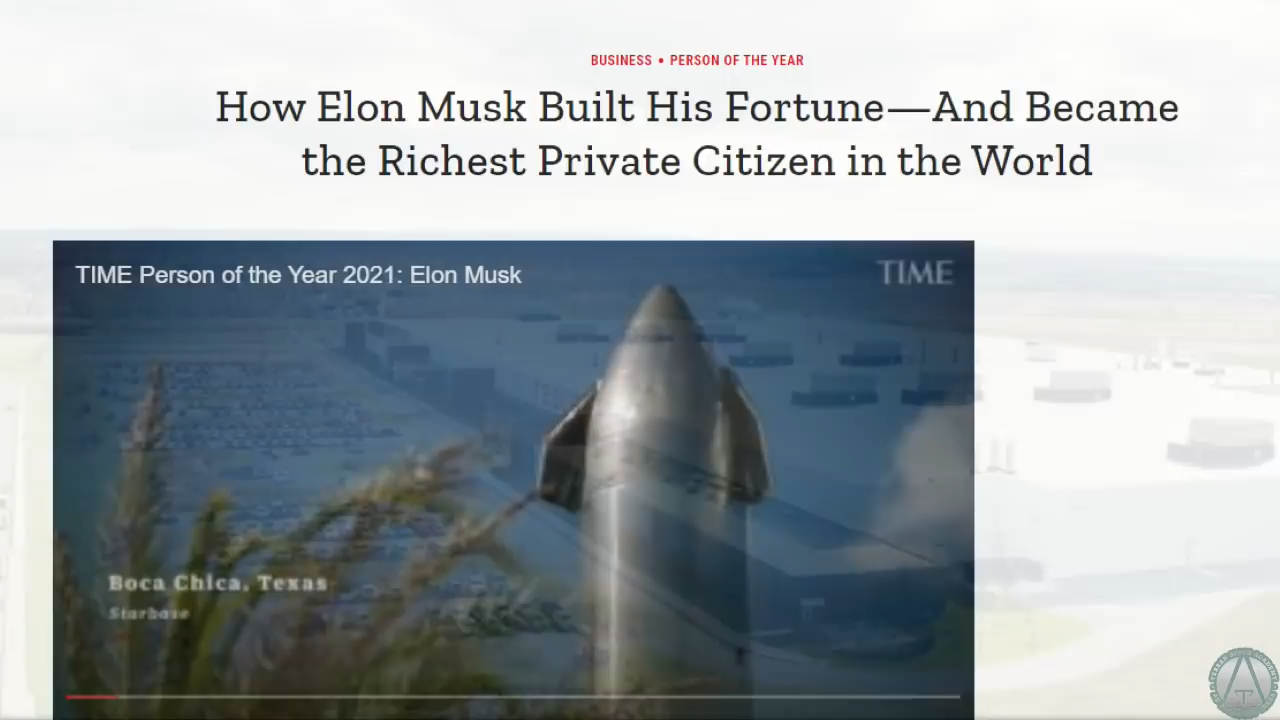 BUSINESS • PERSON OF THE YEAR
How Elon Musk Built His Fortune—And Became
the Richest Private Citizen in the World
TIME Person of the Year 2021: Elon Musk
TIME
Boca Chica, Texas
Starbase